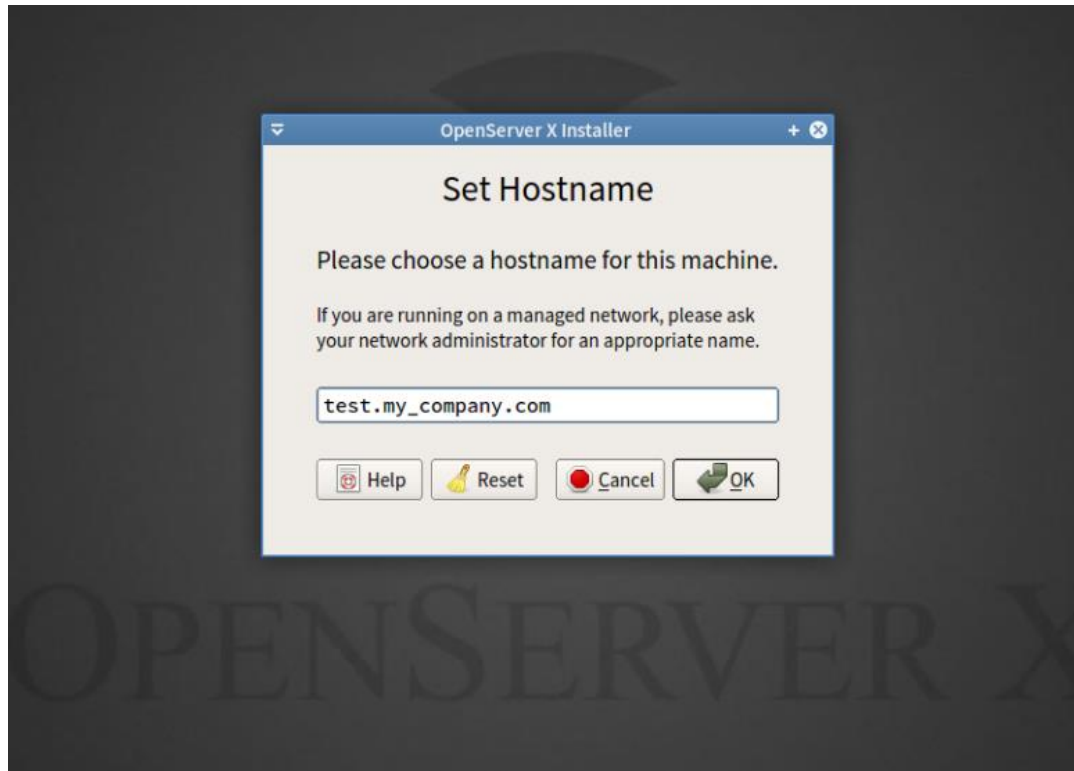 OpenServer X Installer
Set Hostname
Please choose a hostname for this machine.
If you are running on a managed network, please ask
your network administrator for an appropriate name.
test.my_company.com
Help Reset Cancel OK
OPENSERVER X